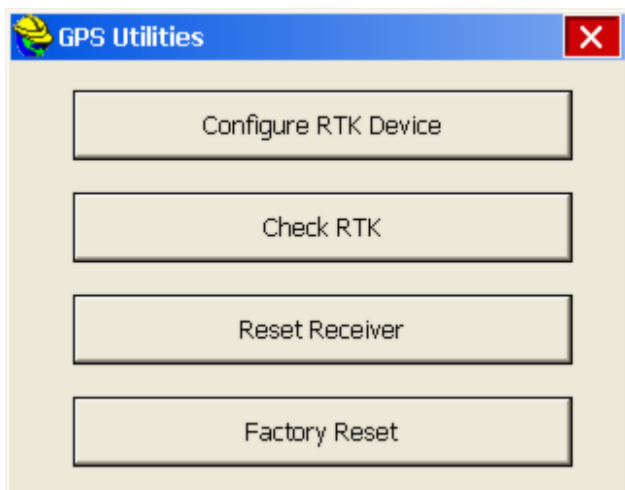 GPS Utilities
Configure RTK Device
Check RTK
Reset Receiver
Factory Reset